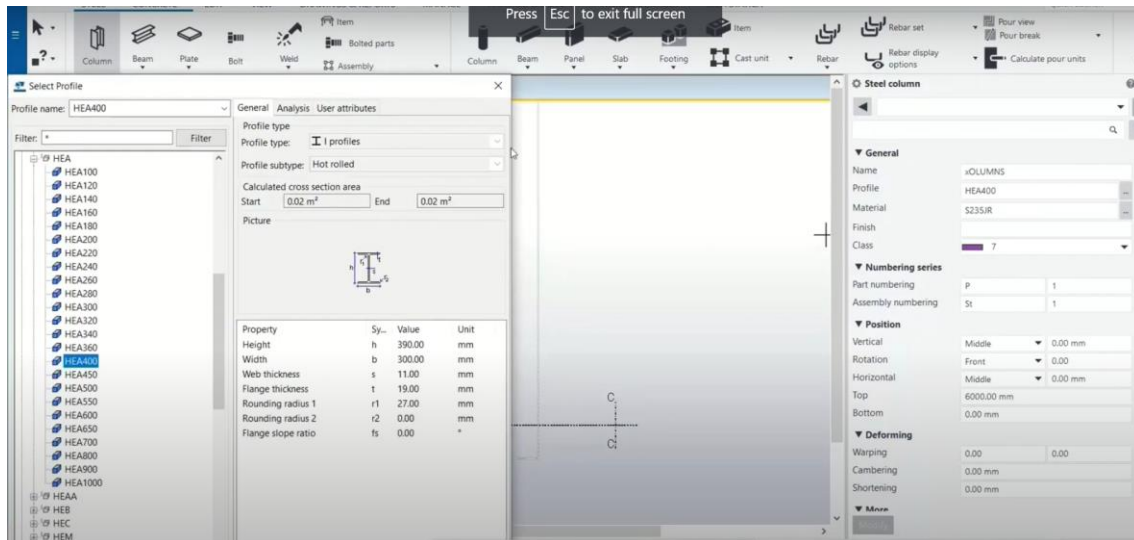 Press Esc to exit full screen
Item
Bolted parts
Assembly
Column
Beam
Plate
Bolt
Weld
Column
Beam
Panel
Slab
Footing
Item
Cast unit
Rebar
Rebar set
Rebar display
options
Pour view
Pour break
Calculate pour units
Select Profile
Profile name: HEA400
Filter: *
Filter
HEA
HEA100
HEA120
HEA140
HEA160
HEA180
HEA200
HEA220
HEA240
HEA260
HEA280
HEA300
HEA320
HEA340
HEA360
HEA400
HEA450
HEA500
HEA550
HEA600
HEA650
HEA700
HEA800
HEA900
HEA1000
HEAA
HEB
HEC
HEM
General Analysis User attributes
Profile type
Profile type: I profiles
Profile subtype: Hot rolled
Calculated cross section area
Start 0.02 m² End 0.02 m²
Picture
h
b
Property Sy... Value Unit
Height h 390.00 mm
Width b 300.00 mm
Web thickness s 11.00 mm
Flange thickness t 19.00 mm
Rounding radius 1 r1 27.00 mm
Rounding radius 2 r2 0.00 mm
Flange slope ratio fs 0.00 °
C
C
Steel column
General
Name xOLUMNS
Profile HEA400
Material S235JR
Finish
Class 7
Numbering series
Part numbering P 1
Assembly numbering St 1
Position
Vertical Middle 0.00 mm
Rotation Front 0.00
Horizontal Middle 0.00 mm
Top 6000.00 mm
Bottom 0.00 mm
Deforming
Warping 0.00 0.00
Cambering 0.00 mm
Shortening 0.00 mm
More
Modify